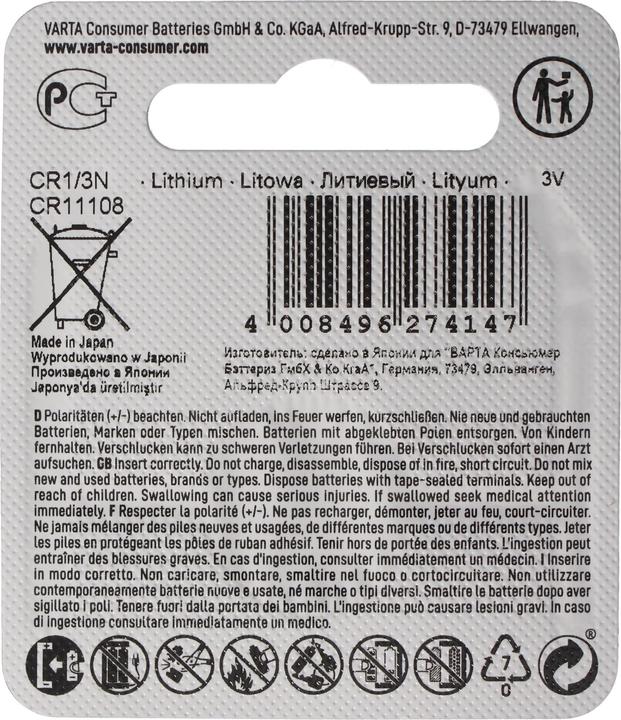 VARTA Consumer Batteries GmbH & Co. KGaA, Alfred-Krupp-Str. 9, D-73479 Ellwangen,
www.varta-consumer.com
CR1/3N · Lithium · Litowa · Литиевый · Lityum · 3V
CR11108
4 008496 274147
Made in Japan
Wyprodukowano w Japonii
Произведено в Японии
Japonya'da üretilmiştir
Изготовитель: сделано в Японии для "ВАРТА Консьюмер
Баттериз ГмбХ & Ко.КгаА", Германия, 73479, Элльванген,
Альфред-Крупп Штрассе 9.
D Polaritäten (+/-) beachten. Nicht aufladen, ins Feuer werfen, kurzschließen. Nie neue und gebrauchten
Batterien, Marken oder Typen mischen. Batterien mit abgeklebten Polen entsorgen. Von Kindern
fernhalten. Verschlucken kann zu schweren Verletzungen führen. Bei Verschlucken sofort einen Arzt
aufsuchen. GB Insert correctly. Do not charge, disassemble, dispose of in fire, short circuit. Do not mix
new and used batteries, brands or types. Dispose batteries with tape-sealed terminals. Keep out of
reach of children. Swallowing can cause serious injuries. If swallowed seek medical attention
immediately. F Respecter la polarité (+/-). Ne pas recharger, démonter, jeter au feu, court-circuiter.
Ne jamais mélanger des piles neuves et usagées, de différentes marques ou de différents types. Jeter
les piles en protégeant les pôles de ruban adhésif. Tenir hors de portée des enfants. L'ingestion peut
entraîner des blessures graves. En cas d'ingestion, consulter immédiatement un médecin. I Inserire
in modo corretto. Non caricare, smontare, smaltire nel fuoco o cortocircuitare. Non utilizzare
contemporaneamente batterie nuove e usate, né marche o tipi diversi. Smaltire le batterie dopo aver
sigillato i poli. Tenere fuori dalla portata dei bambini. L'ingestione può causare lesioni gravi. In caso
di ingestione consultare immediatamente un medico.
7
0
®